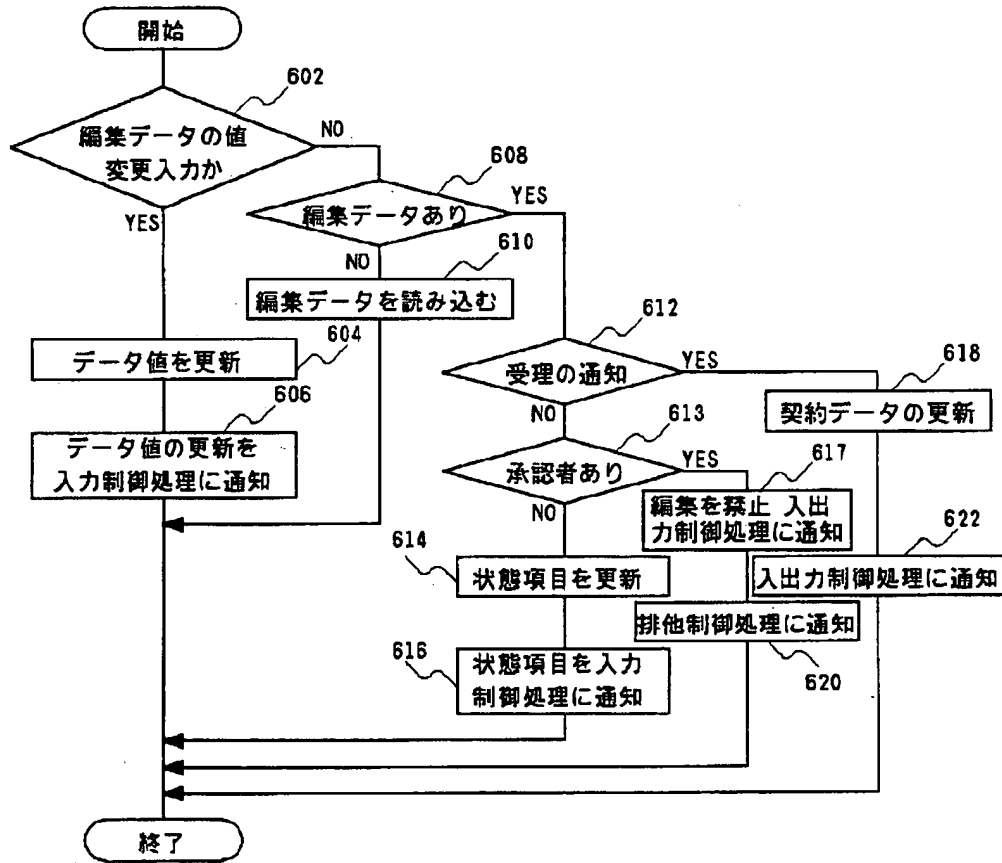 開始
602
編集データの値
変更入力か
NO
YES
608
編集データあり
YES
NO
610
編集データを読み込む
604
データ値を更新
606
データ値の更新を
入力制御処理に通知
612
受理の通知
YES
NO
618
契約データの更新
613
承認者あり
YES
NO
617
編集を禁止 入出
力制御処理に通知
622
入出力制御処理に通知
614
状態項目を更新
排他制御処理に通知
620
616
状態項目を入力
制御処理に通知
終了